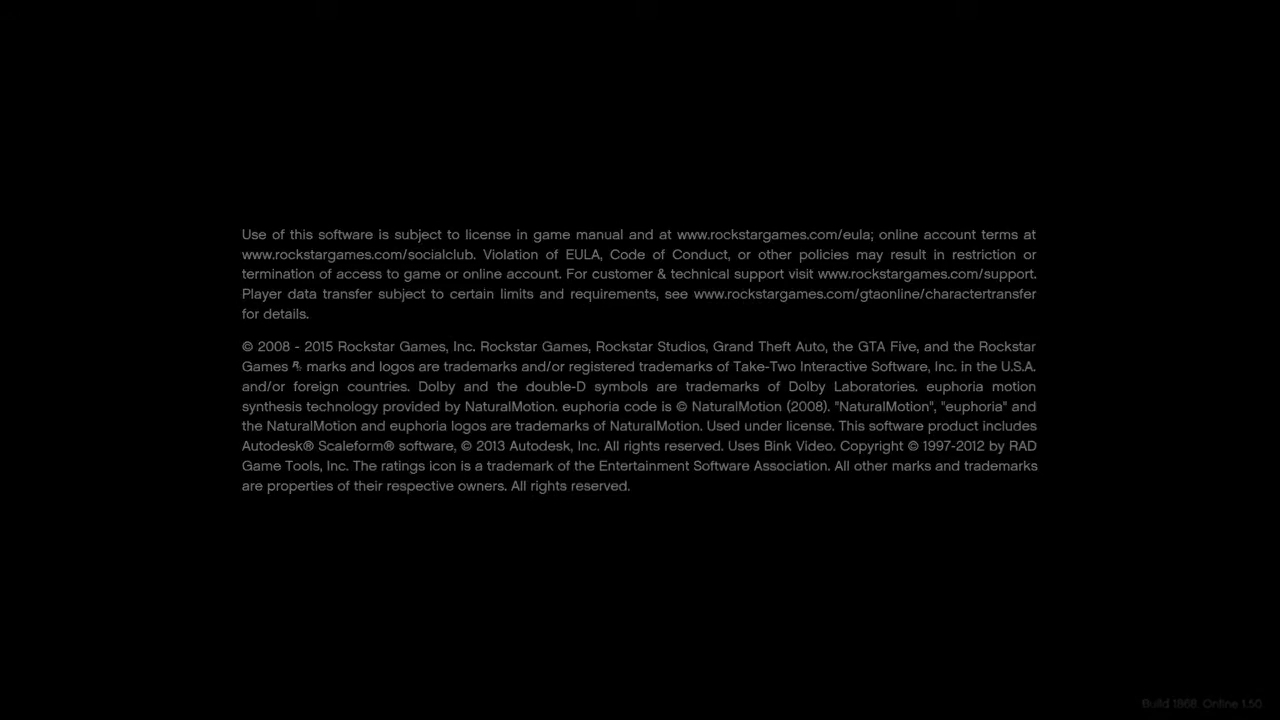 Use of this software is subject to license in game manual and at www.rockstargames.com/eula; online account terms at
www.rockstargames.com/socialclub. Violation of EULA, Code of Conduct, or other policies may result in restriction or
termination of access to game or online account. For customer & technical support visit www.rockstargames.com/support.
Player data transfer subject to certain limits and requirements, see www.rockstargames.com/gtaonline/charactertransfer
for details.
© 2008 - 2015 Rockstar Games, Inc. Rockstar Games, Rockstar Studios, Grand Theft Auto, the GTA Five, and the Rockstar
Games R* marks and logos are trademarks and/or registered trademarks of Take-Two Interactive Software, Inc. in the U.S.A.
and/or foreign countries. Dolby and the double-D symbols are trademarks of Dolby Laboratories. euphoria motion
synthesis technology provided by NaturalMotion. euphoria code is © NaturalMotion (2008). "NaturalMotion", "euphoria" and
the NaturalMotion and euphoria logos are trademarks of NaturalMotion. Used under license. This software product includes
Autodesk® Scaleform® software, © 2013 Autodesk, Inc. All rights reserved. Uses Bink Video. Copyright © 1997-2012 by RAD
Game Tools, Inc. The ratings icon is a trademark of the Entertainment Software Association. All other marks and trademarks
are properties of their respective owners. All rights reserved.
Build 1868, Online 1.50